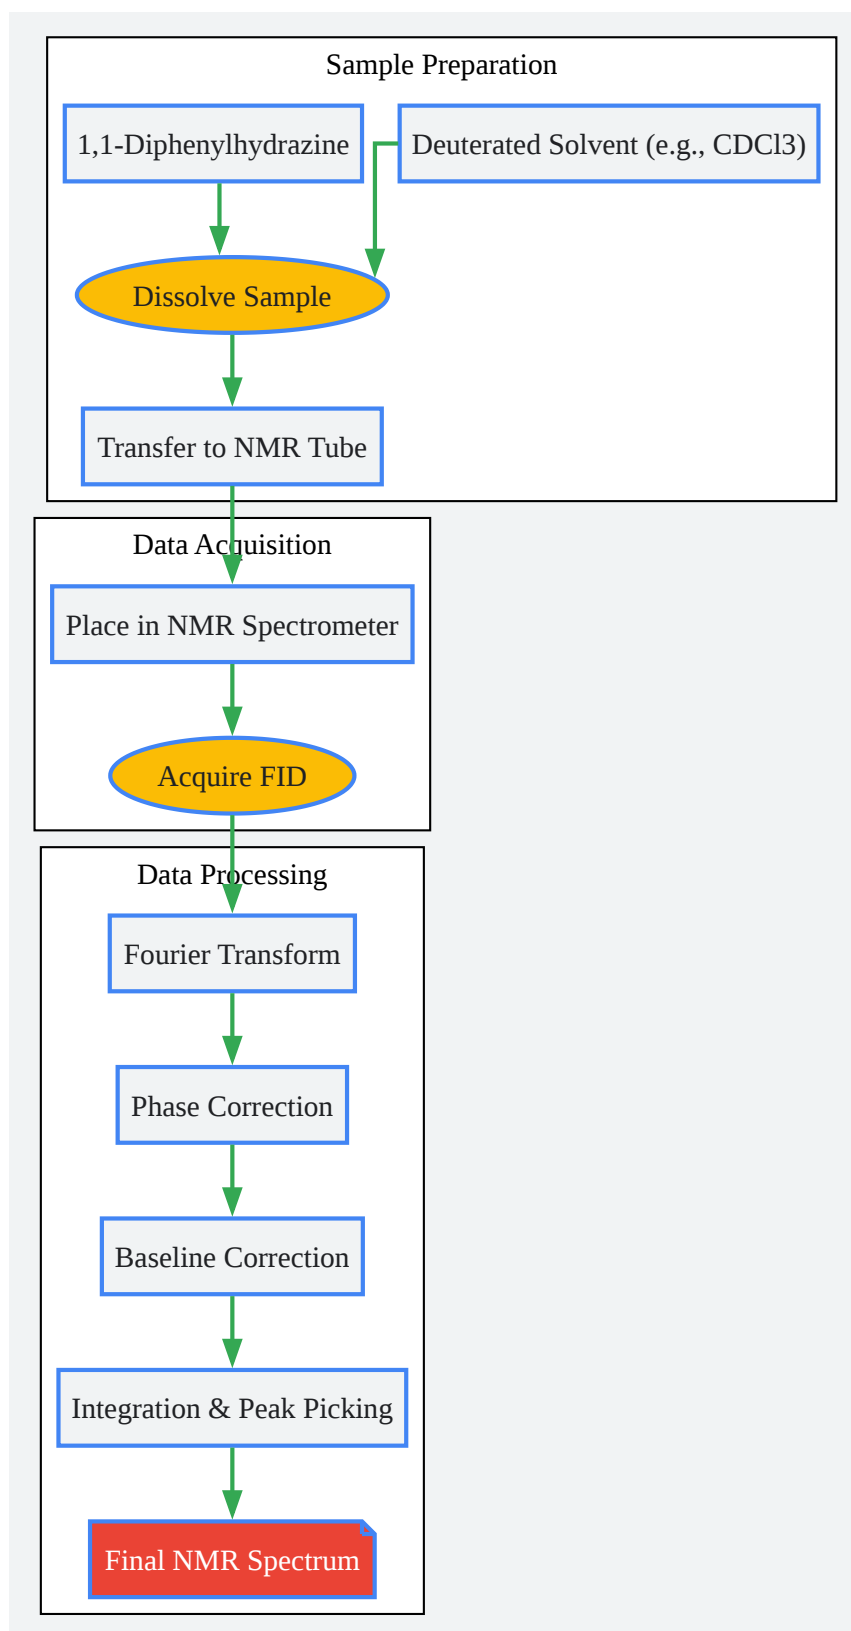 Sample Preparation
1,1-Diphenylhydrazine
Deuterated Solvent (e.g., CDCl3)
Dissolve Sample
Transfer to NMR Tube
Data Acquisition
Place in NMR Spectrometer
Acquire FID
Data Processing
Fourier Transform
Phase Correction
Baseline Correction
Integration & Peak Picking
Final NMR Spectrum